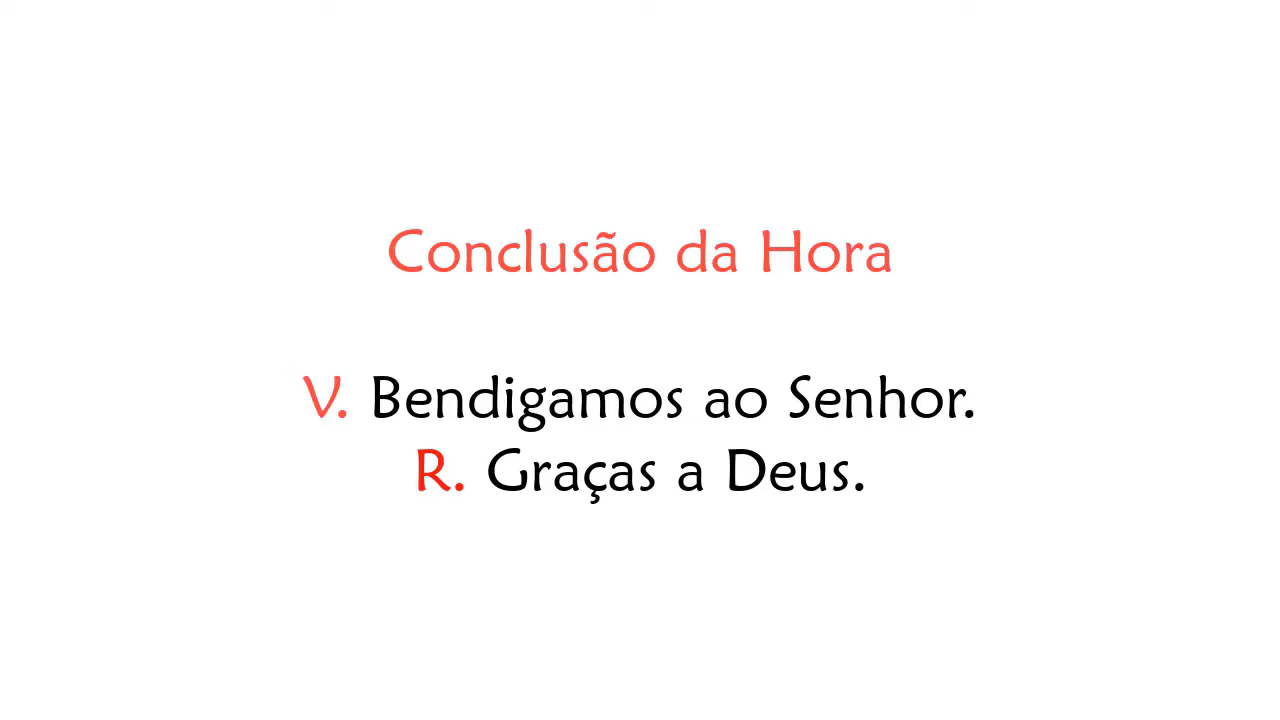 Conclusão da Hora
V. Bendigamos ao Senhor.
R. Graças a Deus.